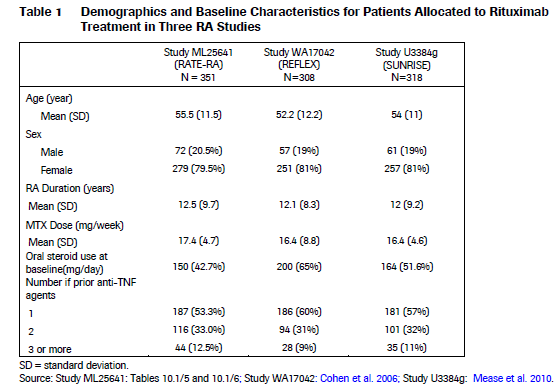 Table 1 Demographics and Baseline Characteristics for Patients Allocated to Rituximab
Treatment in Three RA Studies
Study ML25641 Study WA17042 Study U3384g
(RATE-RA) (REFLEX) (SUNRISE)
N = 351 N=308 N=318
Age (year)
Mean (SD) 55.5 (11.5) 52.2 (12.2) 54 (11)
Sex
Male 72 (20.5%) 57 (19%) 61 (19%)
Female 279 (79.5%) 251 (81%) 257 (81%)
RA Duration (years)
Mean (SD) 12.5 (9.7) 12.1 (8.3) 12 (9.2)
MTX Dose (mg/week)
Mean (SD) 17.4 (4.7) 16.4 (8.8) 16.4 (4.6)
Oral steroid use at
baseline(mg/day) 150 (42.7%) 200 (65%) 164 (51.6%)
Number if prior anti-TNF
agents
1 187 (53.3%) 186 (60%) 181 (57%)
2 116 (33.0%) 94 (31%) 101 (32%)
3 or more 44 (12.5%) 28 (9%) 35 (11%)
SD = standard deviation.
Source: Study ML25641: Tables 10.1/5 and 10.1/6; Study WA17042: Cohen et al. 2006; Study U3384g: Mease et al. 2010.